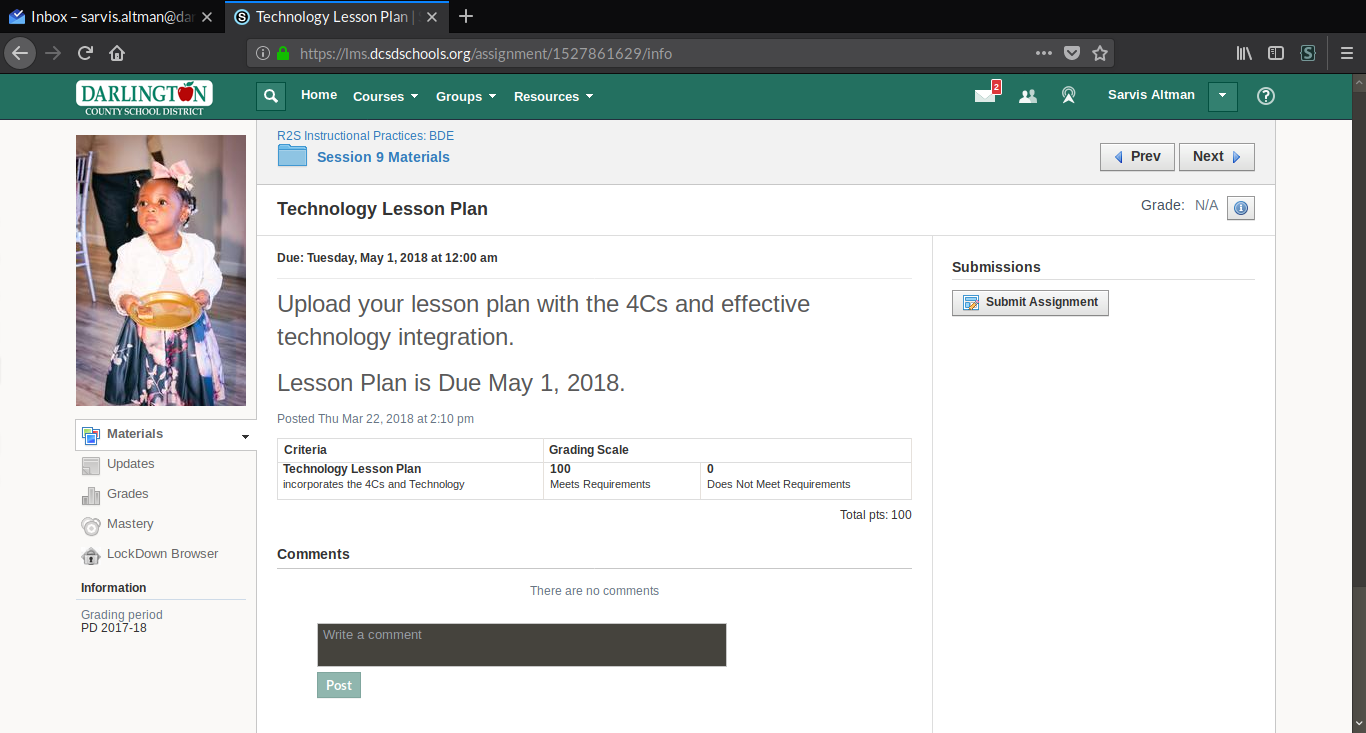 Inbox – sarvis.altman@da
Technology Lesson Plan |
https://lms.dcsdschools.org/assignment/1527861629/info
DARLINGTON
COUNTY SCHOOL DISTRICT
Home
Courses
Groups
Resources
2
Sarvis Altman
R2S Instructional Practices: BDE
Session 9 Materials
Prev
Next
Technology Lesson Plan
Grade: N/A
Due: Tuesday, May 1, 2018 at 12:00 am
Upload your lesson plan with the 4Cs and effective
technology integration.
Lesson Plan is Due May 1, 2018.
Posted Thu Mar 22, 2018 at 2:10 pm
Criteria
Grading Scale
Technology Lesson Plan
incorporates the 4Cs and Technology
100
Meets Requirements
0
Does Not Meet Requirements
Total pts: 100
Comments
There are no comments
Write a comment
Post
Submissions
Submit Assignment
Materials
Updates
Grades
Mastery
LockDown Browser
Information
Grading period
PD 2017-18